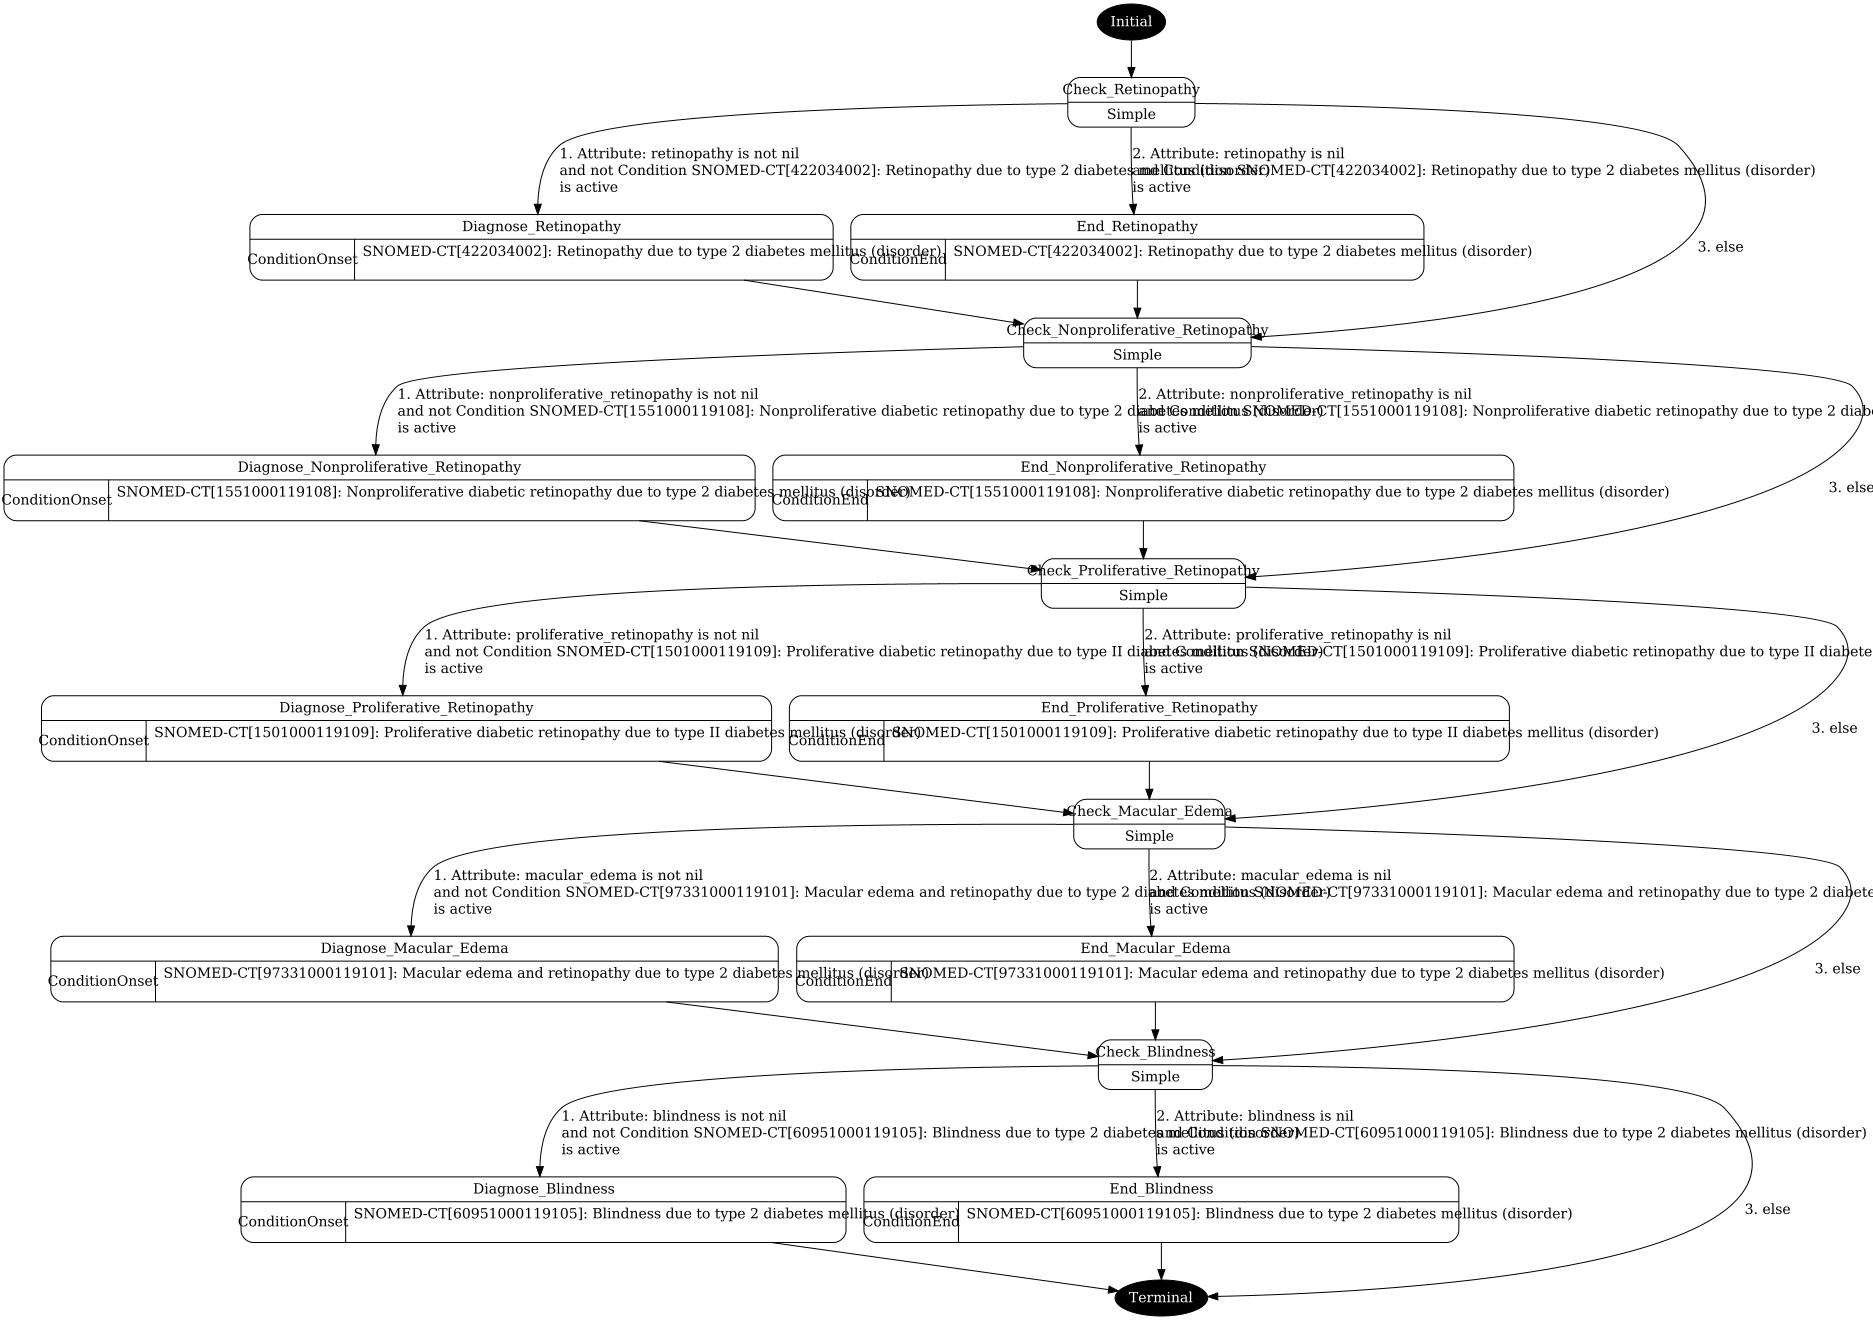 Initial
Check_Retinopathy
Simple
1. Attribute: retinopathy is not nil
and not Condition SNOMED-CT[422034002]: Retinopathy due to type 2 diabetes mellitus (disorder)
is active
2. Attribute: retinopathy is nil
and Condition SNOMED-CT[422034002]: Retinopathy due to type 2 diabetes mellitus (disorder)
is active
3. else
Diagnose_Retinopathy
ConditionOnset
SNOMED-CT[422034002]: Retinopathy due to type 2 diabetes mellitus (disorder)
End_Retinopathy
ConditionEnd
SNOMED-CT[422034002]: Retinopathy due to type 2 diabetes mellitus (disorder)
Check_Nonproliferative_Retinopathy
Simple
1. Attribute: nonproliferative_retinopathy is not nil
and not Condition SNOMED-CT[1551000119108]: Nonproliferative diabetic retinopathy due to type 2 diabetes mellitus (disorder)
is active
2. Attribute: nonproliferative_retinopathy is nil
and Condition SNOMED-CT[1551000119108]: Nonproliferative diabetic retinopathy due to type 2 diabe
is active
3. else
Diagnose_Nonproliferative_Retinopathy
ConditionOnset
SNOMED-CT[1551000119108]: Nonproliferative diabetic retinopathy due to type 2 diabetes mellitus (disorder)
End_Nonproliferative_Retinopathy
ConditionEnd
SNOMED-CT[1551000119108]: Nonproliferative diabetic retinopathy due to type 2 diabetes mellitus (disorder)
Check_Proliferative_Retinopathy
Simple
1. Attribute: proliferative_retinopathy is not nil
and not Condition SNOMED-CT[1501000119109]: Proliferative diabetic retinopathy due to type II diabetes mellitus (disorder)
is active
2. Attribute: proliferative_retinopathy is nil
and Condition SNOMED-CT[1501000119109]: Proliferative diabetic retinopathy due to type II diabete
is active
3. else
Diagnose_Proliferative_Retinopathy
ConditionOnset
SNOMED-CT[1501000119109]: Proliferative diabetic retinopathy due to type II diabetes mellitus (disorder)
End_Proliferative_Retinopathy
ConditionEnd
SNOMED-CT[1501000119109]: Proliferative diabetic retinopathy due to type II diabetes mellitus (disorder)
Check_Macular_Edema
Simple
1. Attribute: macular_edema is not nil
and not Condition SNOMED-CT[97331000119101]: Macular edema and retinopathy due to type 2 diabetes mellitus (disorder)
is active
2. Attribute: macular_edema is nil
and Condition SNOMED-CT[97331000119101]: Macular edema and retinopathy due to type 2 diabete
is active
3. else
Diagnose_Macular_Edema
ConditionOnset
SNOMED-CT[97331000119101]: Macular edema and retinopathy due to type 2 diabetes mellitus (disorder)
End_Macular_Edema
ConditionEnd
SNOMED-CT[97331000119101]: Macular edema and retinopathy due to type 2 diabetes mellitus (disorder)
Check_Blindness
Simple
1. Attribute: blindness is not nil
and not Condition SNOMED-CT[60951000119105]: Blindness due to type 2 diabetes mellitus (disorder)
is active
2. Attribute: blindness is nil
and Condition SNOMED-CT[60951000119105]: Blindness due to type 2 diabetes mellitus (disorder)
is active
3. else
Diagnose_Blindness
ConditionOnset
SNOMED-CT[60951000119105]: Blindness due to type 2 diabetes mellitus (disorder)
End_Blindness
ConditionEnd
SNOMED-CT[60951000119105]: Blindness due to type 2 diabetes mellitus (disorder)
Terminal